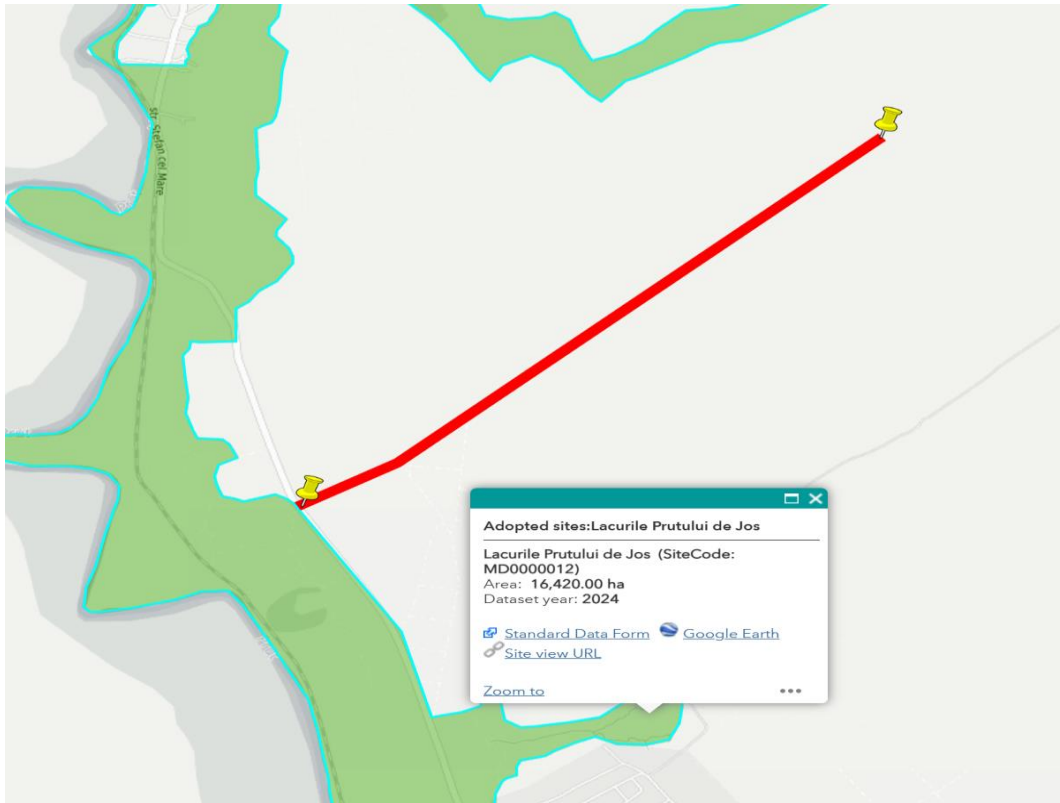 str. Stefan cel Mare
Adopted sites:Lacurile Prutului de Jos
Lacurile Prutului de Jos (SiteCode:
MD0000012)
Area: 16,420.00 ha
Dataset year: 2024
Standard Data Form Google Earth
Site view URL
Zoom to